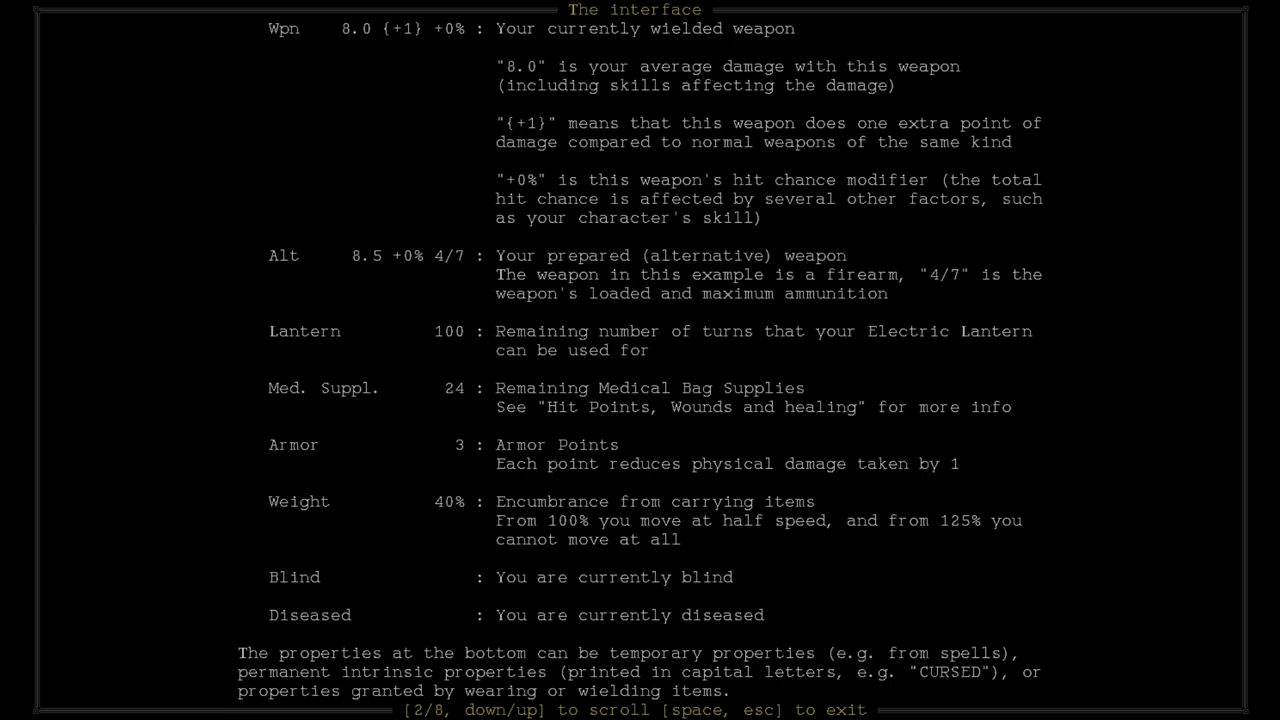 The interface
Wpn 8.0 {+1} +0% : Your currently wielded weapon
"8.0" is your average damage with this weapon
(including skills affecting the damage)
"{+1}" means that this weapon does one extra point of
damage compared to normal weapons of the same kind
"+0%" is this weapon's hit chance modifier (the total
hit chance is affected by several other factors, such
as your character's skill)
Alt 8.5 +0% 4/7 : Your prepared (alternative) weapon
The weapon in this example is a firearm, "4/7" is the
weapon's loaded and maximum ammunition
Lantern 100 : Remaining number of turns that your Electric Lantern
can be used for
Med. Suppl. 24 : Remaining Medical Bag Supplies
See "Hit Points, Wounds and healing" for more info
Armor 3 : Armor Points
Each point reduces physical damage taken by 1
Weight 40% : Encumbrance from carrying items
From 100% you move at half speed, and from 125% you
cannot move at all
Blind : You are currently blind
Diseased : You are currently diseased
The properties at the bottom can be temporary properties (e.g. from spells),
permanent intrinsic properties (printed in capital letters, e.g. "CURSED"), or
properties granted by wearing or wielding items.
[2/8, down/up] to scroll [space, esc] to exit